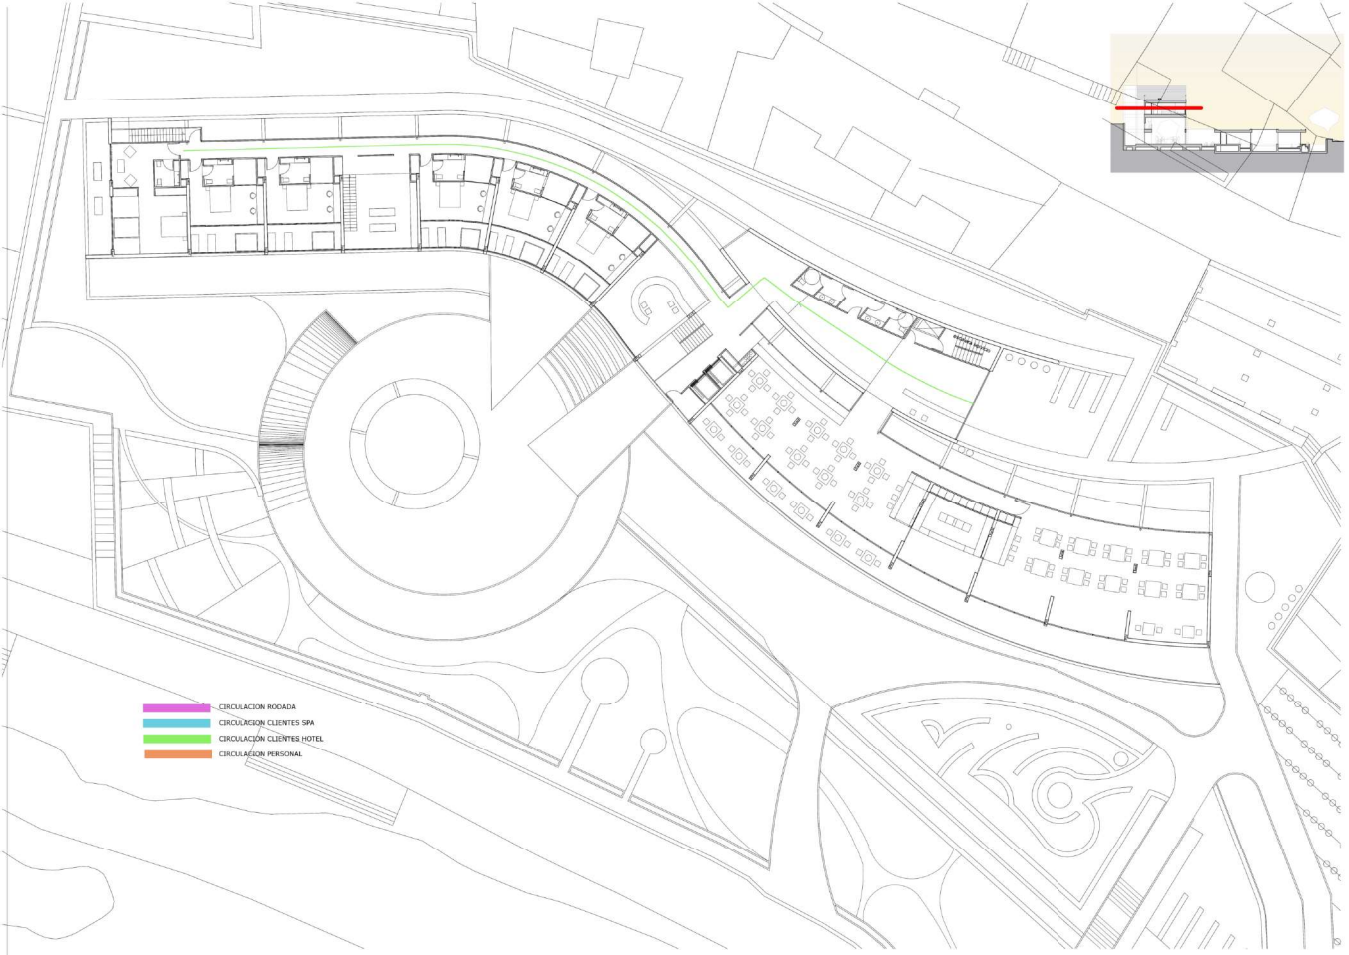 CIRCULACION RODADA
CIRCULACION CLIENTES SPA
CIRCULACION CLIENTES HOTEL
CIRCULACION PERSONAL